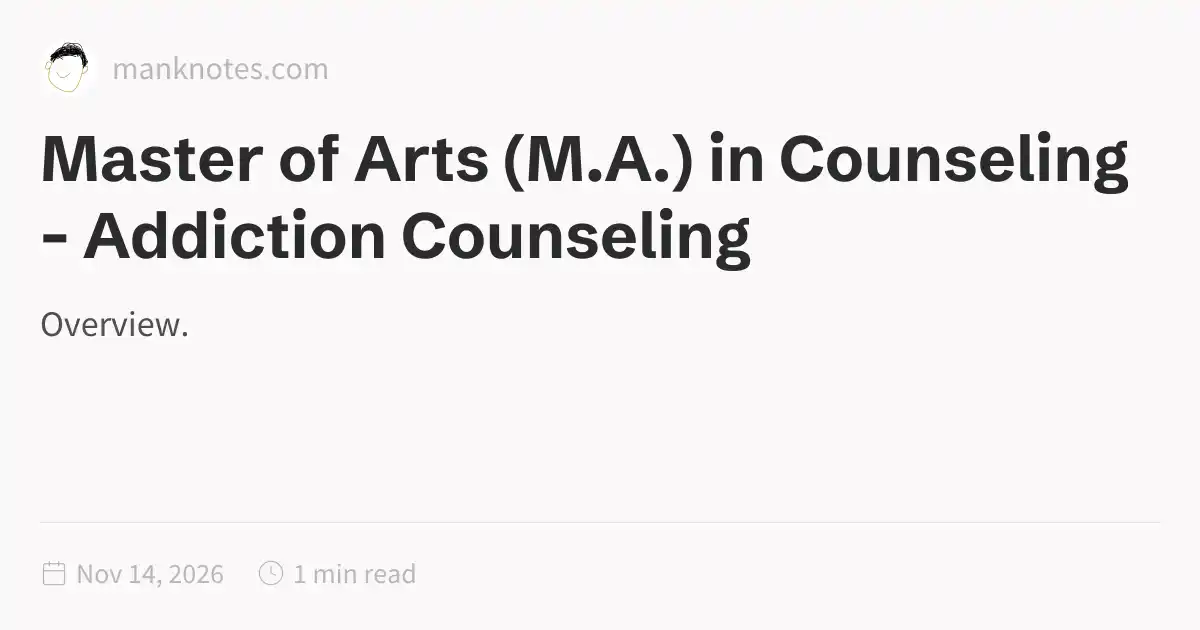 manknotes.com
Master of Arts (M.A.) in Counseling
- Addiction Counseling
Overview.
Nov 14, 2026 1 min read